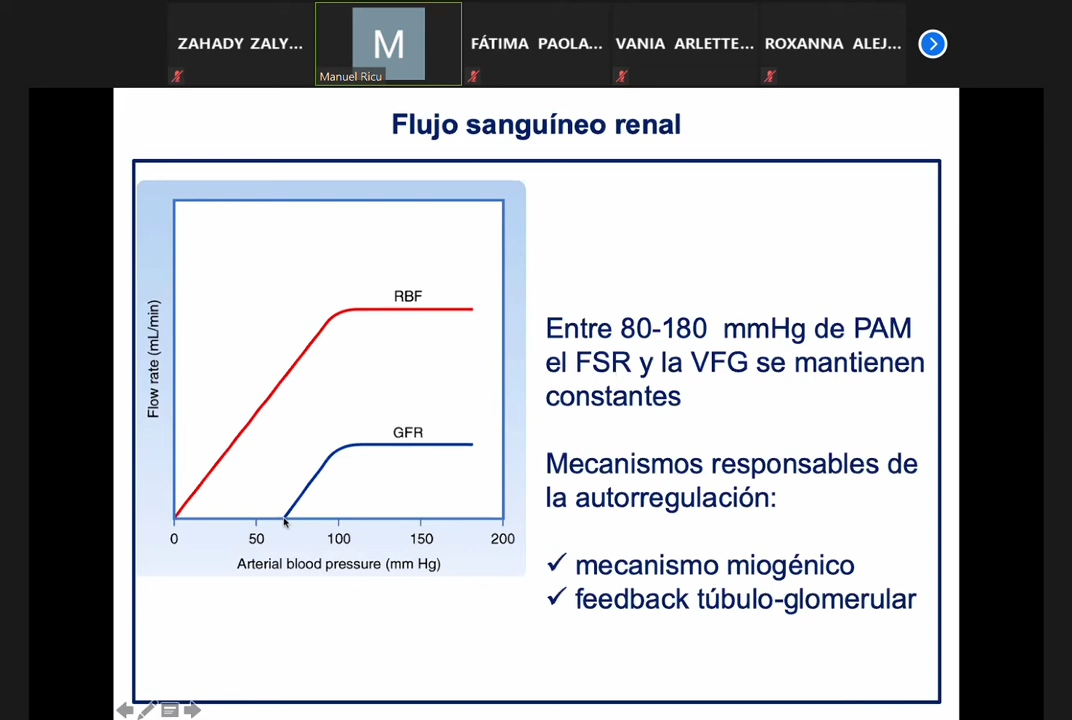 ZAHADY ZALY...
M
Manuel Ricu
FÁTIMA PAOLA...
VANIA ARLETTE...
ROXANNA ALEJ...
Flujo sanguíneo renal
Flow rate (mL/min)
RBF
GFR
0 50 100 150 200
Arterial blood pressure (mm Hg)
Entre 80-180 mmHg de PAM
el FSR y la VFG se mantienen
constantes
Mecanismos responsables de
la autorregulación:
✓ mecanismo miogénico
✓ feedback túbulo-glomerular